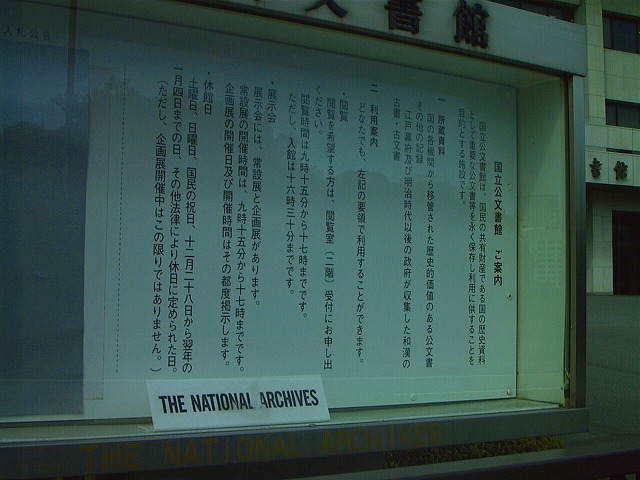 文書館
入札公告
国立公文書館 ご案内
国立公文書館は、国民の共有財産である国の歴史資料
として重要な公文書等を永く保存し利用に供することを
目的とする施設です。
一 所蔵資料
国の各機関から移管された歴史的価値のある公文書
その他の記録
江戸幕府及び明治時代以後の政府が収集した和漢の
古書・古文書
二 利用案内
どなたでも、左記の要領で利用することができます。
・閲覧
閲覧を希望する方は、閲覧室(二階)受付にお申し出
ください。
閲覧時間は九時十五分から十七時までです。
ただし、入館は十六時三十分までです。
・展示会
展示会には、常設展と企画展があります。
常設展の開催時間は、九時十五分から十七時までです。
企画展の開催日及び開催時間はその都度掲示します。
・休館日
土曜日、日曜日、国民の祝日、十二月二十八日から翌年の
一月四日までの日、その他法律により休日に定められた日。
(ただし、企画展開催中はこの限りではありません。)
THE NATIONAL ARCHIVES
THE NATIONAL ARCHIVES
書館